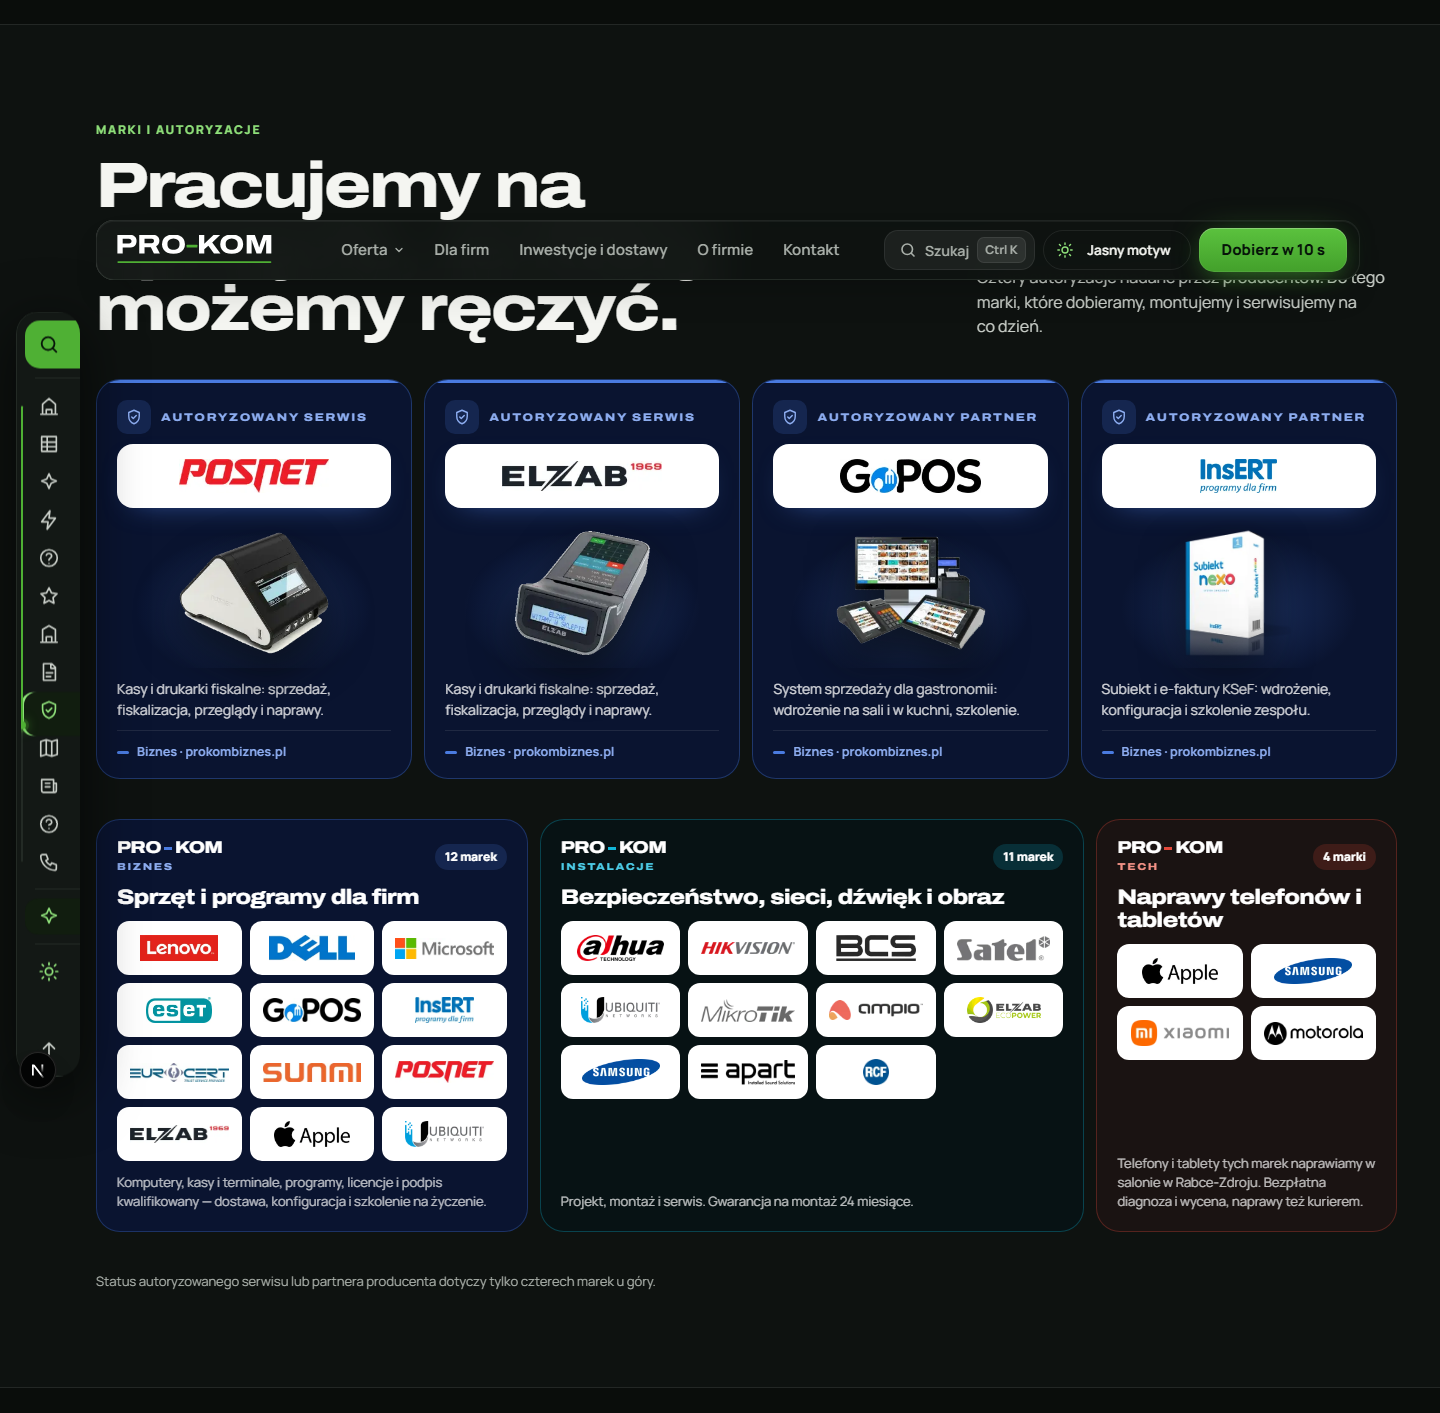 MARKI I AUTORYZACJE
Pracujemy na
PRO-KOM
Oferta
Dla firm
Inwestycje i dostawy
O firmie
Kontakt
Szukaj
Ctrl K
Jasny motyw
Dobierz w 10 s
możemy ręczyć.
tego
marki, które dobieramy, montujemy i serwisujemy na
co dzień.
AUTORYZOWANY SERWIS
POSNET
Kasy i drukarki fiskalne: sprzedaż,
fiskalizacja, przeglądy i naprawy.
Biznes · prokombiznes.pl
AUTORYZOWANY SERWIS
ELZAB 1969
ELZAB
Kasy i drukarki fiskalne: sprzedaż,
fiskalizacja, przeglądy i naprawy.
Biznes · prokombiznes.pl
AUTORYZOWANY PARTNER
GoPOS
System sprzedaży dla gastronomii:
wdrożenie na sali i w kuchni, szkolenie.
Biznes · prokombiznes.pl
AUTORYZOWANY PARTNER
InsERT
programy dla firm
Subiekt
nexo
InsERT
Subiekt i e-faktury KSeF: wdrożenie,
konfiguracja i szkolenie zespołu.
Biznes · prokombiznes.pl
PRO-KOM
BIZNES
12 marek
Sprzęt i programy dla firm
Lenovo
DELL
Microsoft
eset
GoPOS
InsERT
programy dla firm
EUROCERT
SUNMI
POSNET
ELZAB 1969
Apple
UBIQUITI
NETWORKS
Komputery, kasy i terminale, programy, licencje i podpis
kwalifikowany — dostawa, konfiguracja i szkolenie na życzenie.
PRO-KOM
INSTALACJE
11 marek
Bezpieczeństwo, sieci, dźwięk i obraz
alhua
TECHNOLOGY
HIKVISION
BCS
Satel
UBIQUITI
NETWORKS
MikroTik
ampio
ELZAB
ECOPOWER
SAMSUNG
apart
Installed Sound Solutions
RCF
Projekt, montaż i serwis. Gwarancja na montaż 24 miesiące.
PRO-KOM
TECH
4 marki
Naprawy telefonów i
tabletów
Apple
SAMSUNG
xiaomi
motorola
Telefony i tablety tych marek naprawiamy w
salonie w Rabce-Zdroju. Bezpłatna
diagnoza i wycena, naprawy też kurierem.
N
Status autoryzowanego serwisu lub partnera producenta dotyczy tylko czterech marek u góry.